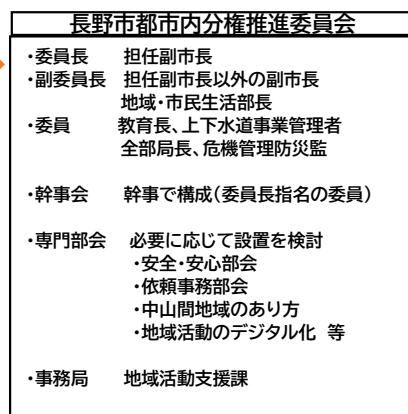 長野市都市内分権推進委員会
・委員長　担任副市長
・副委員長　担任副市長以外の副市長
地域・市民生活部長
・委員　教育長、上下水道事業管理者
全部局長、危機管理防災監
・幹事会　幹事で構成（委員長指名の委員）
・専門部会　必要に応じて設置を検討
・安全・安心部会
・依頼事務部会
・中山間地域のあり方
・地域活動のデジタル化　等
・事務局　地域活動支援課